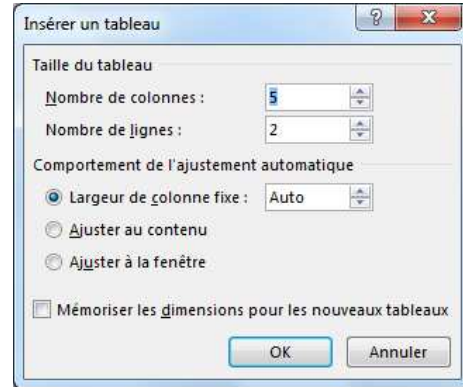 Insérer un tableau
Taille du tableau
Nombre de colonnes : 5
Nombre de lignes : 2
Comportement de l'ajustement automatique
Largeur de colonne fixe : Auto
Ajuster au contenu
Ajuster à la fenêtre
Mémoriser les dimensions pour les nouveaux tableaux
OK Annuler